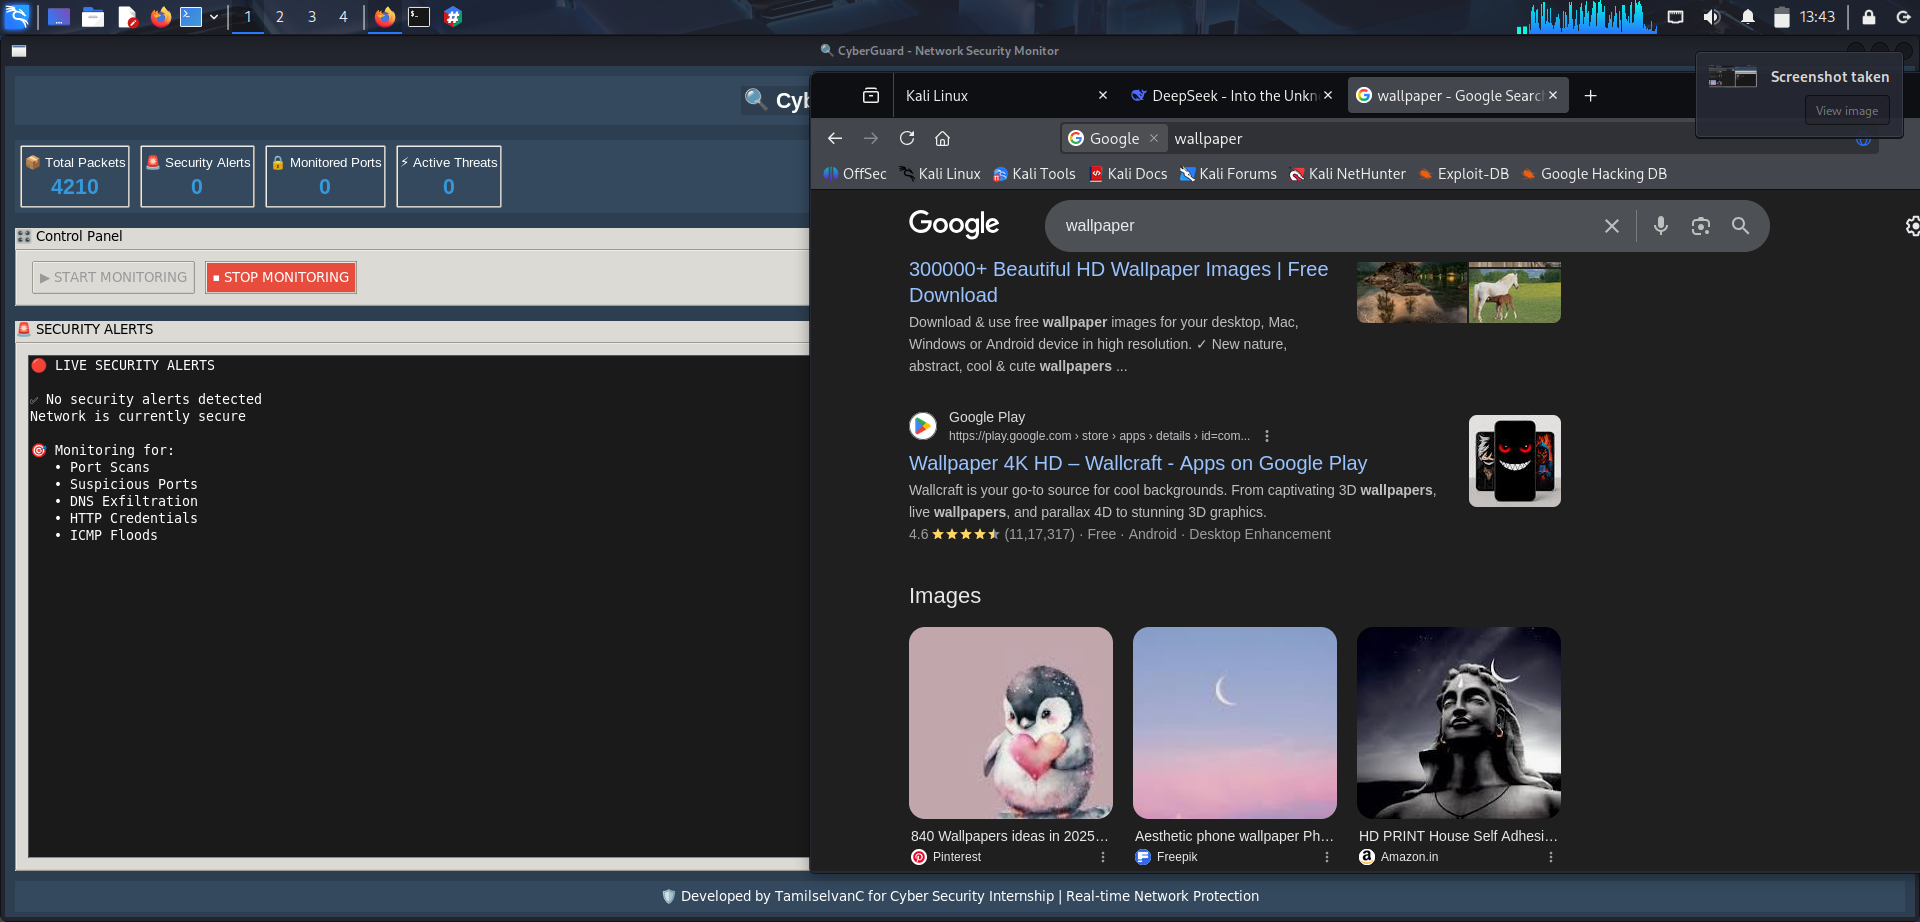 1
2
3
4
13:43
CyberGuard - Network Security Monitor
Screenshot taken
View image
Cyb
Kali Linux
DeepSeek - Into the Unkn
wallpaper - Google Searc
Google
wallpaper
OffSec
Kali Linux
Kali Tools
Kali Docs
Kali Forums
Kali NetHunter
Exploit-DB
Google Hacking DB
Total Packets
4210
Security Alerts
0
Monitored Ports
0
Active Threats
0
Control Panel
START MONITORING
STOP MONITORING
SECURITY ALERTS
LIVE SECURITY ALERTS
No security alerts detected
Network is currently secure
Monitoring for:
• Port Scans
• Suspicious Ports
• DNS Exfiltration
• HTTP Credentials
• ICMP Floods
Google
wallpaper
300000+ Beautiful HD Wallpaper Images | Free
Download
Download & use free wallpaper images for your desktop, Mac,
Windows or Android device in high resolution. ✓ New nature,
abstract, cool & cute wallpapers ...
Google Play
https://play.google.com › store › apps › details › id=com...
Wallpaper 4K HD – Wallcraft - Apps on Google Play
Wallcraft is your go-to source for cool backgrounds. From captivating 3D wallpapers,
live wallpapers, and parallax 4D to stunning 3D graphics.
4.6 (11,17,317) · Free · Android · Desktop Enhancement
Images
840 Wallpapers ideas in 2025...
Pinterest
Aesthetic phone wallpaper Ph...
Freepik
HD PRINT House Self Adhesi...
Amazon.in
Developed by TamilselvanC for Cyber Security Internship | Real-time Network Protection